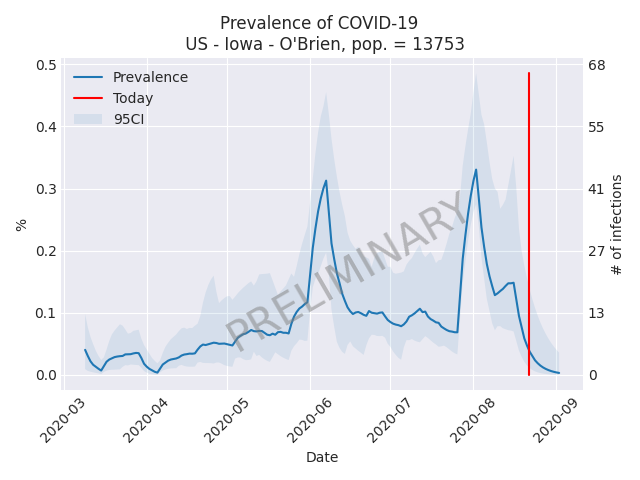 Prevalence of COVID-19
US - Iowa - O'Brien, pop. = 13753
Prevalence
Today
95CI
PRELIMINARY
%
0.5
0.4
0.3
0.2
0.1
0.0
68
55
41
27
13
0
# of infections
2020-03
2020-04
2020-05
2020-06
2020-07
2020-08
2020-09
Date